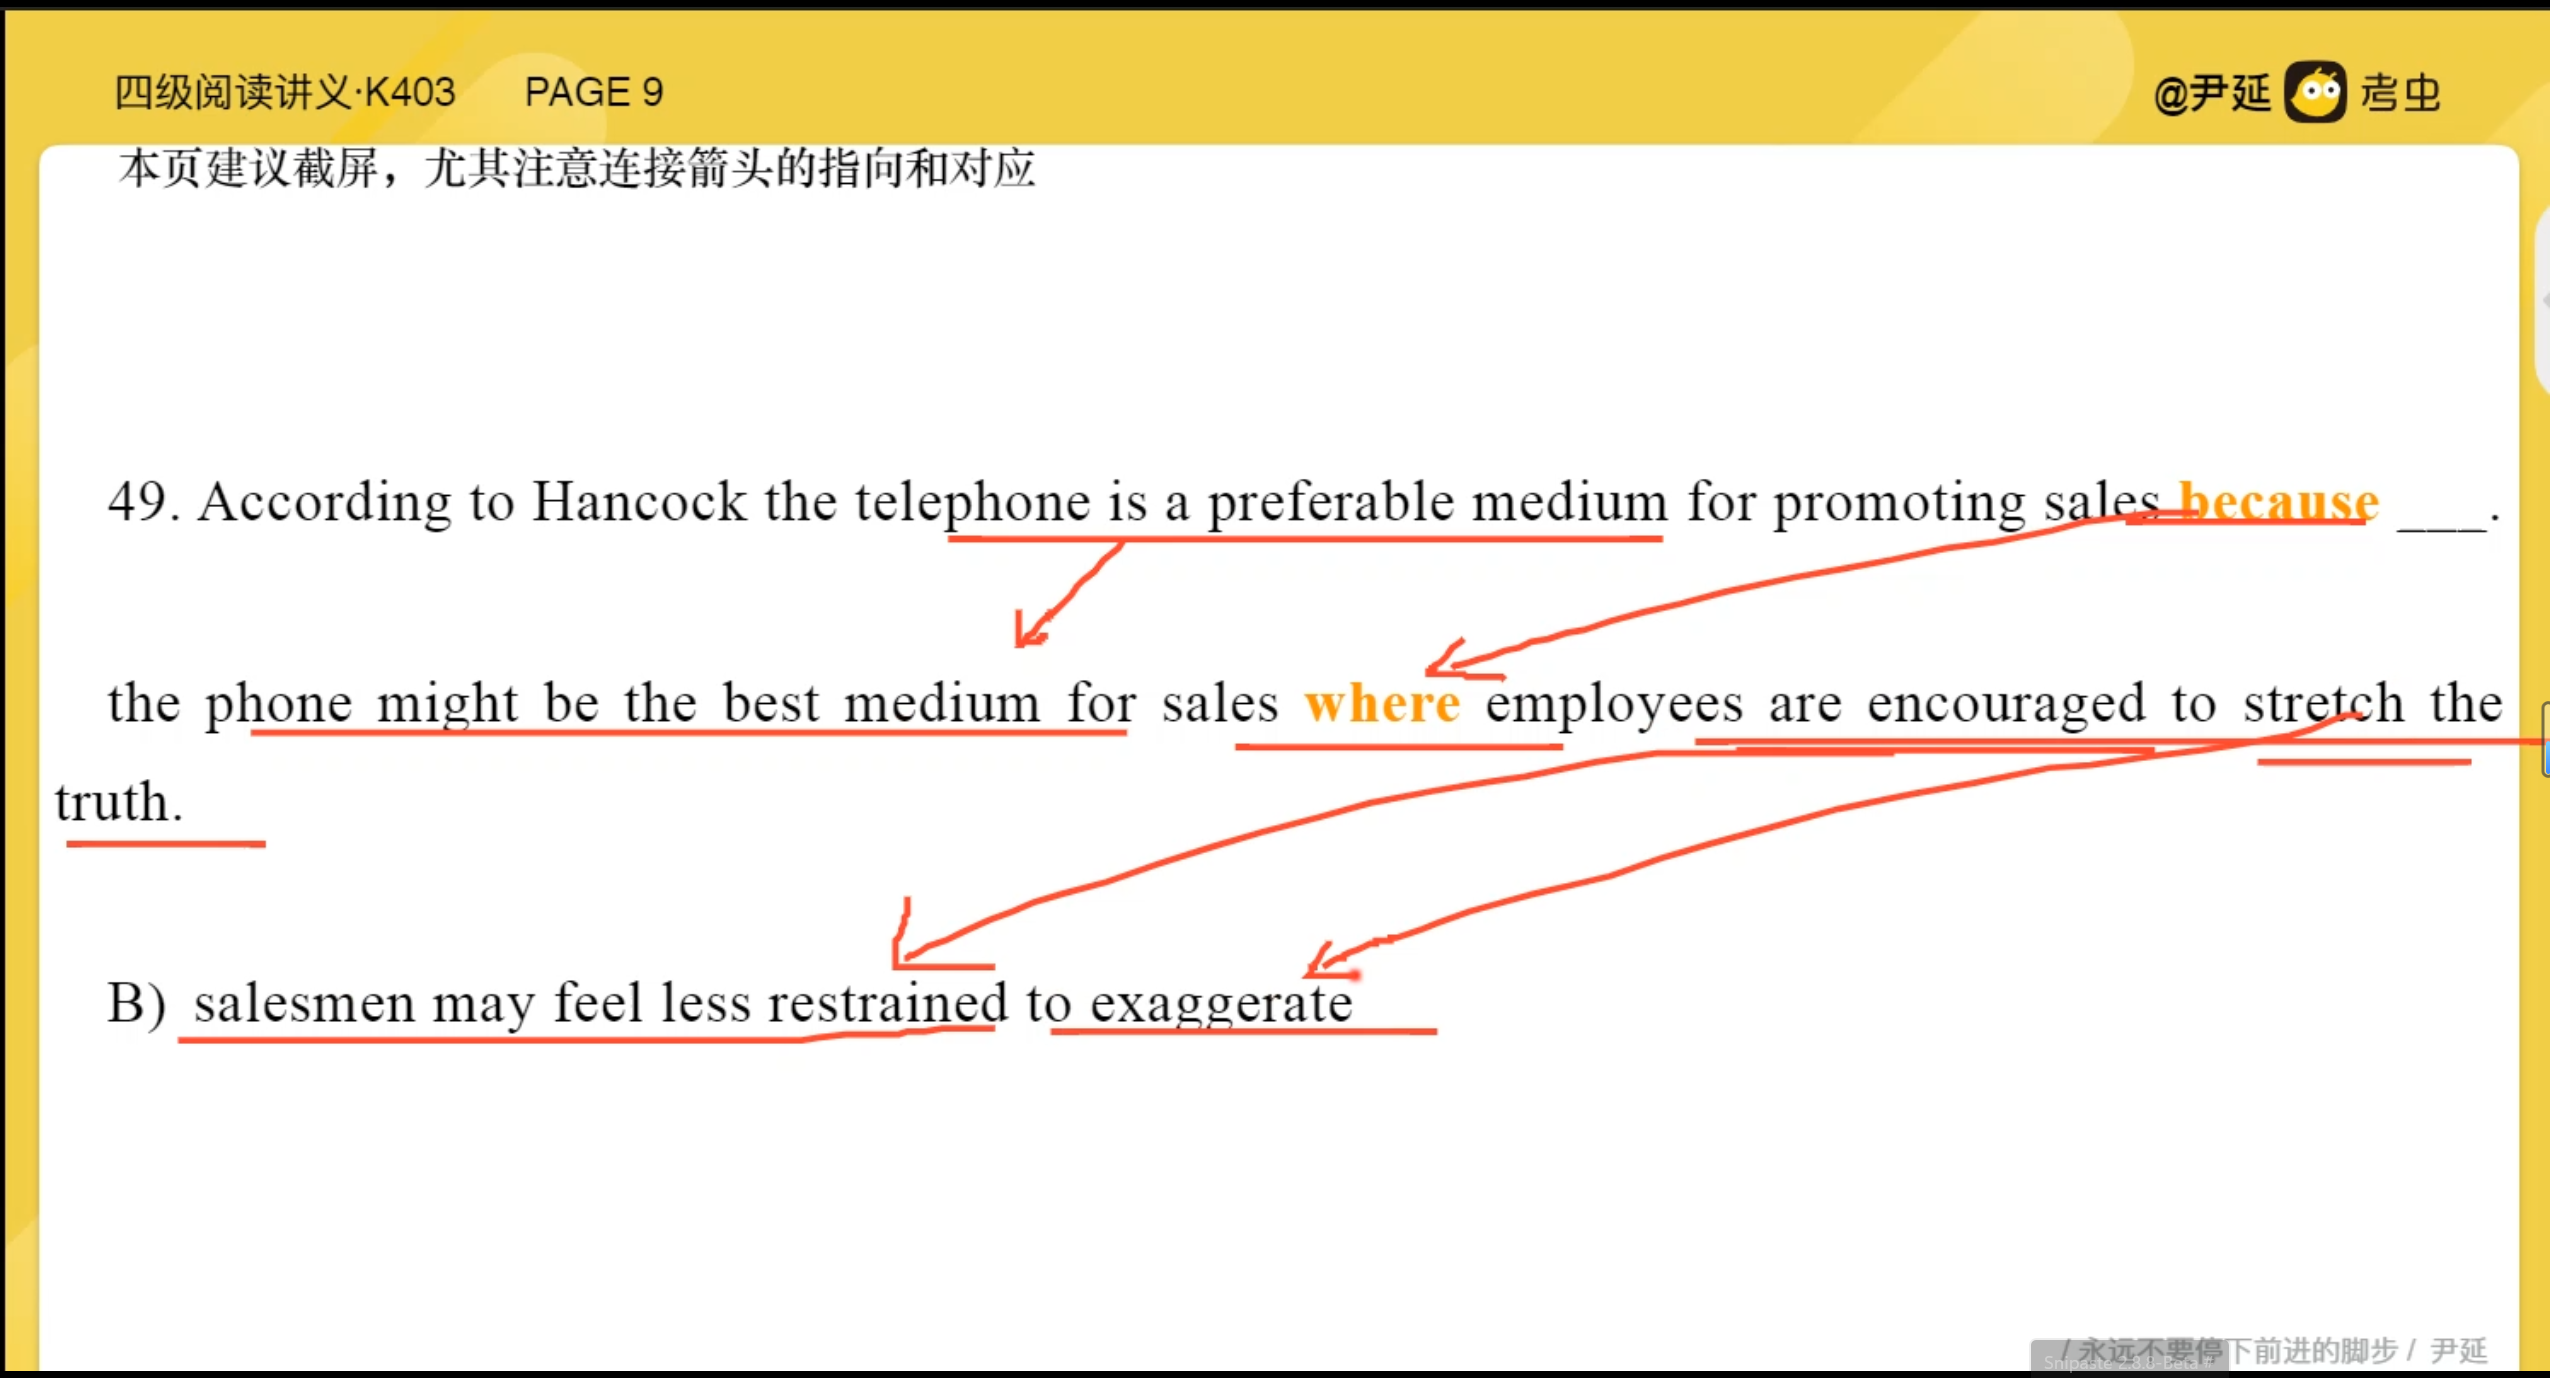 四级阅读讲义·K403 PAGE 9
@尹延 考虫
本页建议截屏，尤其注意连接箭头的指向和对应
49. According to Hancock the telephone is a preferable medium for promoting sales because ___.
the phone might be the best medium for sales where employees are encouraged to stretch the
truth.
B) salesmen may feel less restrained to exaggerate
/ 永远不要停下前进的脚步 / 尹延